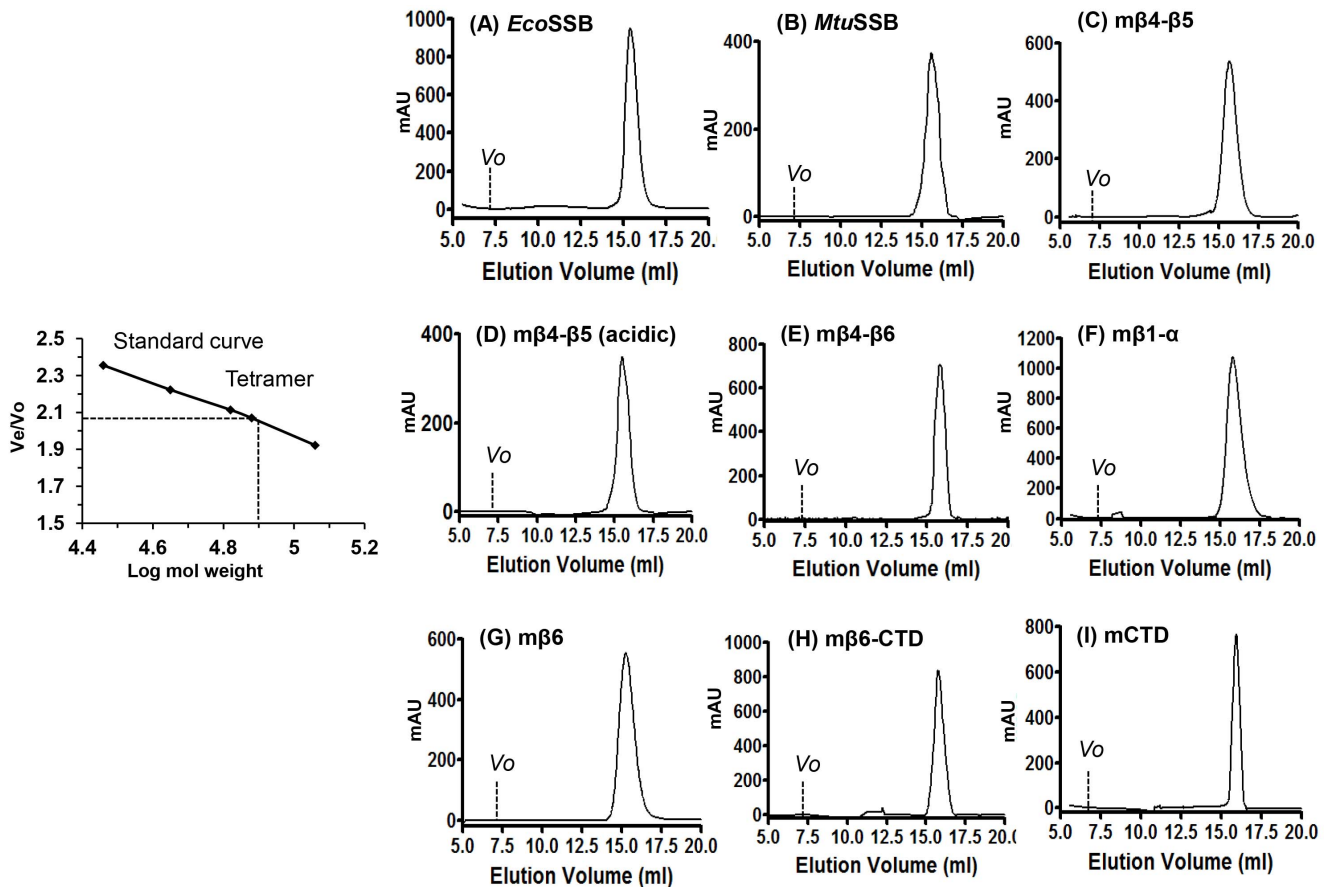 (A) EcoSSB
1000
800
600
400
200
0
mAU
Vo
5.0 7.5 10.0 12.5 15.0 17.5 20.0
Elution Volume (ml)
(B) MtuSSB
400
200
0
mAU
Vo
5.0 7.5 10.0 12.5 15.0 17.5 20.0
Elution Volume (ml)
(C) mβ4-β5
600
400
200
0
mAU
Vo
5.0 7.5 10.0 12.5 15.0 17.5 20.0
Elution Volume (ml)
Standard curve
Tetramer
2.5
2.3
2.1
1.9
1.7
1.5
Ve/Vo
4.4 4.6 4.8 5 5.2
Log mol weight
(D) mβ4-β5 (acidic)
400
200
0
mAU
Vo
5.0 7.5 10.0 12.5 15.0 17.5 20.0
Elution Volume (ml)
(E) mβ4-β6
800
600
400
200
0
mAU
Vo
5.0 7.5 10.0 12.5 15.0 17.5 20.0
Elution Volume (ml)
(F) mβ1-α
1200
1000
800
600
400
200
0
mAU
Vo
5.0 7.5 10.0 12.5 15.0 17.5 20.0
Elution Volume (ml)
(G) mβ6
600
400
200
0
mAU
Vo
5.0 7.5 10.0 12.5 15.0 17.5 20.0
Elution Volume (ml)
(H) mβ6-CTD
1000
800
600
400
200
0
mAU
Vo
5.0 7.5 10.0 12.5 15.0 17.5 20.0
Elution Volume (ml)
(I) mCTD
800
600
400
200
0
mAU
Vo
5.0 7.5 10.0 12.5 15.0 17.5 20.0
Elution Volume (ml)